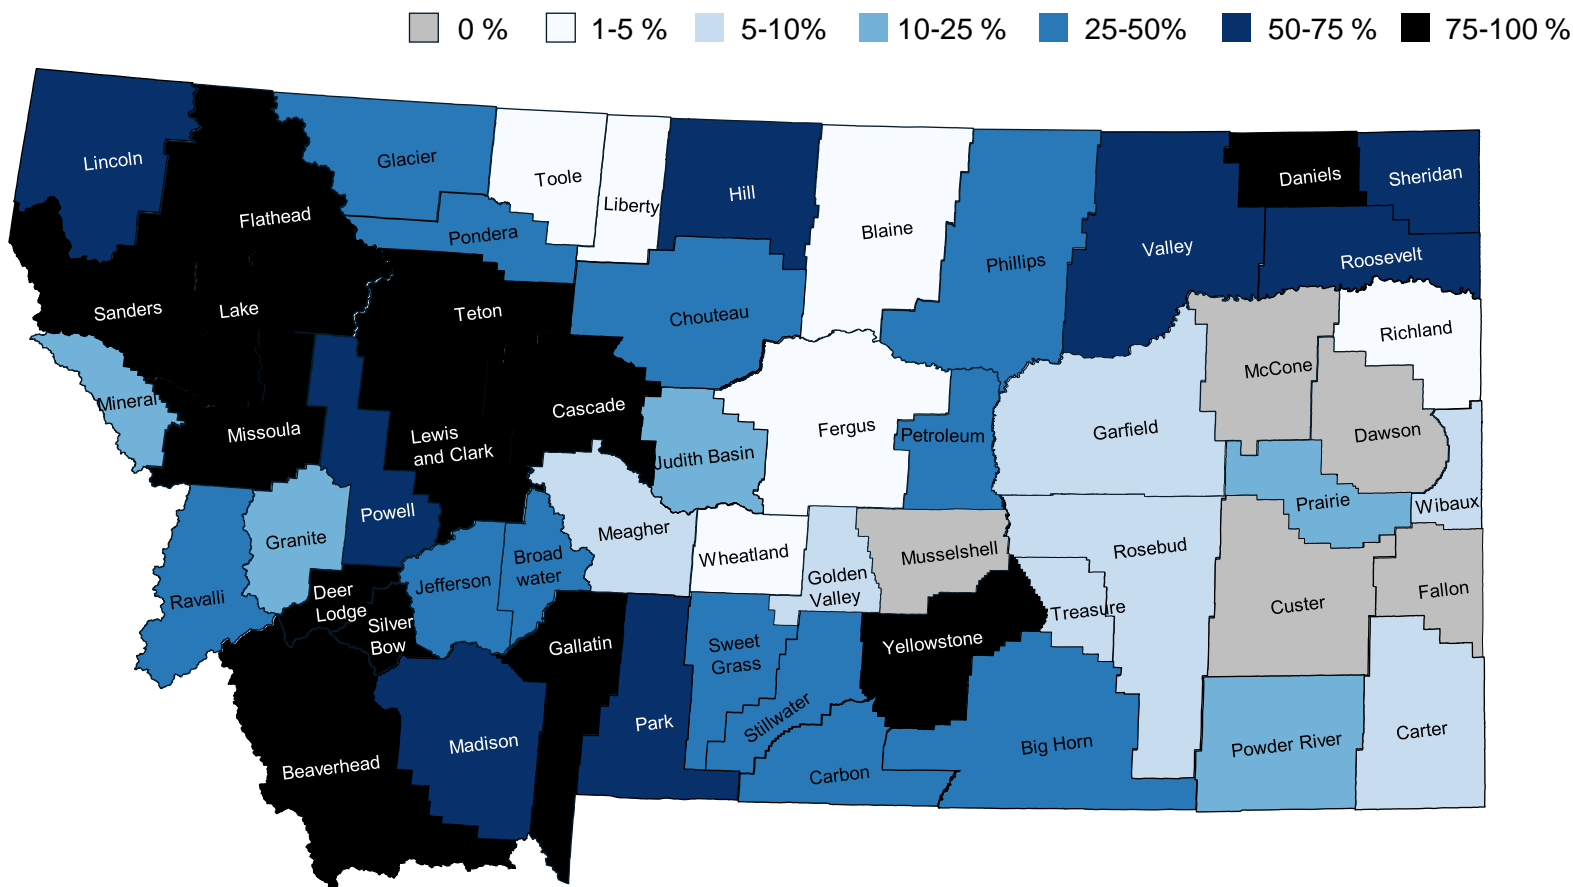 0 % 1-5 % 5-10% 10-25 % 25-50% 50-75 % 75-100 %
Lincoln
Flathead
Glacier
Toole
Liberty
Hill
Blaine
Phillips
Valley
Daniels
Sheridan
Roosevelt
Pondera
Sanders
Lake
Teton
Chouteau
Richland
McCone
Mineral
Missoula
Lewis
and Clark
Cascade
Judith Basin
Fergus
Petroleum
Garfield
Dawson
Prairie
Wibaux
Powell
Granite
Ravalli
Deer
Lodge
Silver
Bow
Jefferson
Broad
water
Meagher
Wheatland
Golden
Valley
Musselshell
Rosebud
Treasure
Custer
Fallon
Beaverhead
Madison
Gallatin
Park
Sweet
Grass
Stillwater
Yellowstone
Carbon
Big Horn
Powder River
Carter